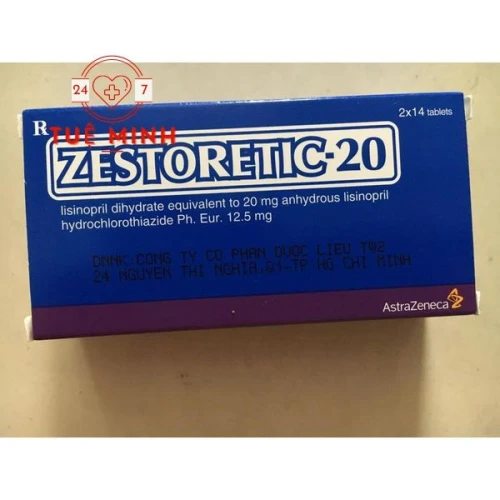 24 7
TUỆ MINH
2x14 tablets
Rx
ZESTORETIC-20
lisinopril dihydrate equivalent to 20 mg anhydrous lisinopril
hydrochlorothiazide Ph. Eur. 12.5 mg
DNNK:CONG TY CO PHAN DUOC LIEU TW2
24 NGUYEN THI NGHIA.Q1-TP HO CHI MINH
AstraZeneca